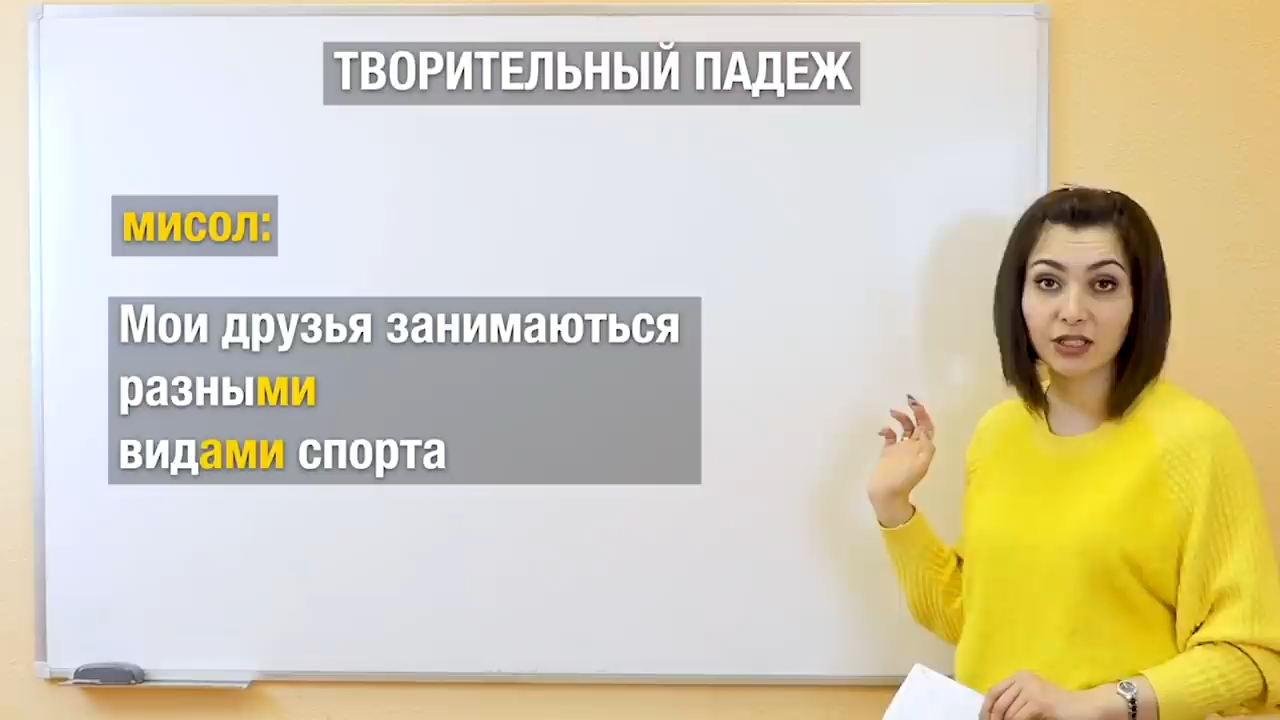 ТВОРИТЕЛЬНЫЙ ПАДЕЖ
мисол:
Мои друзья занимаються
разными
видами спорта